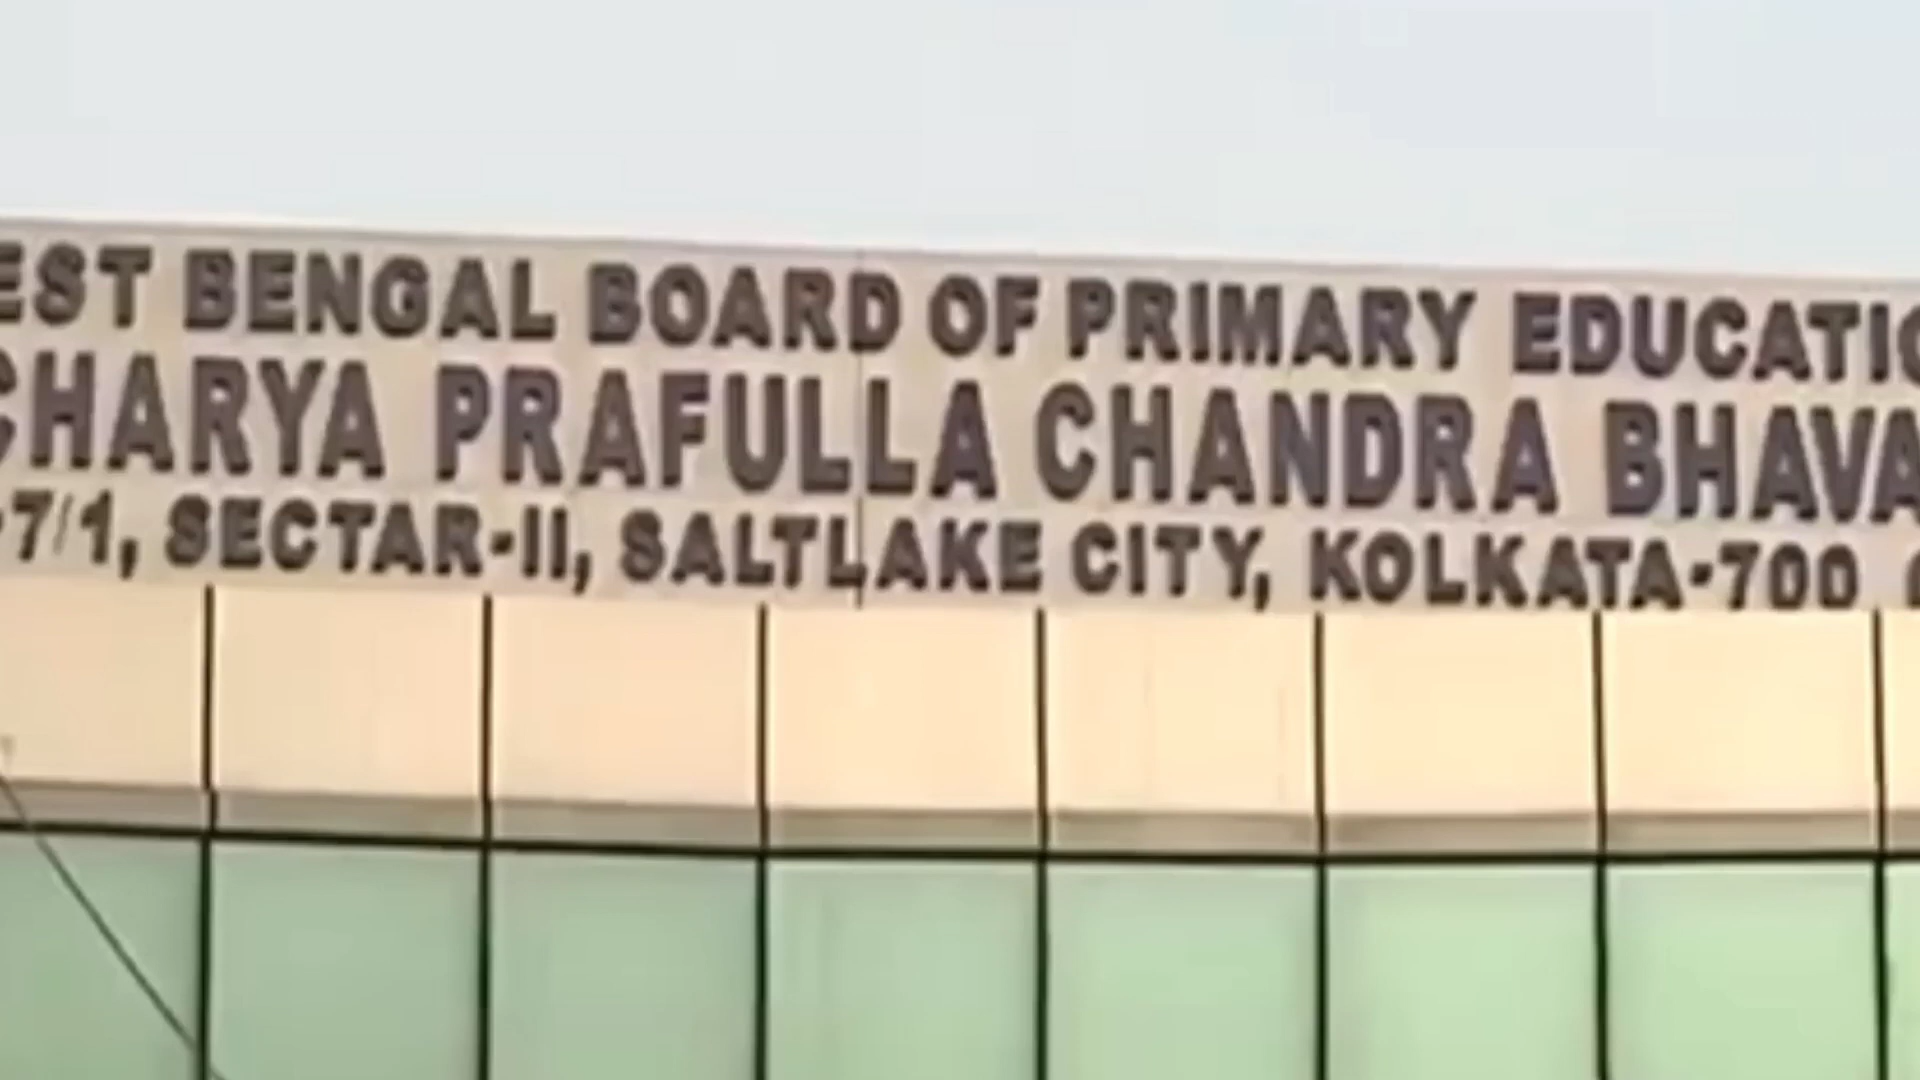 EST BENGAL BOARD OF PRIMARY EDUCATIO
CHARYA PRAFULLA CHANDRA BHAVA
-7/1, SECTAR-II, SALTLAKE CITY, KOLKATA-700